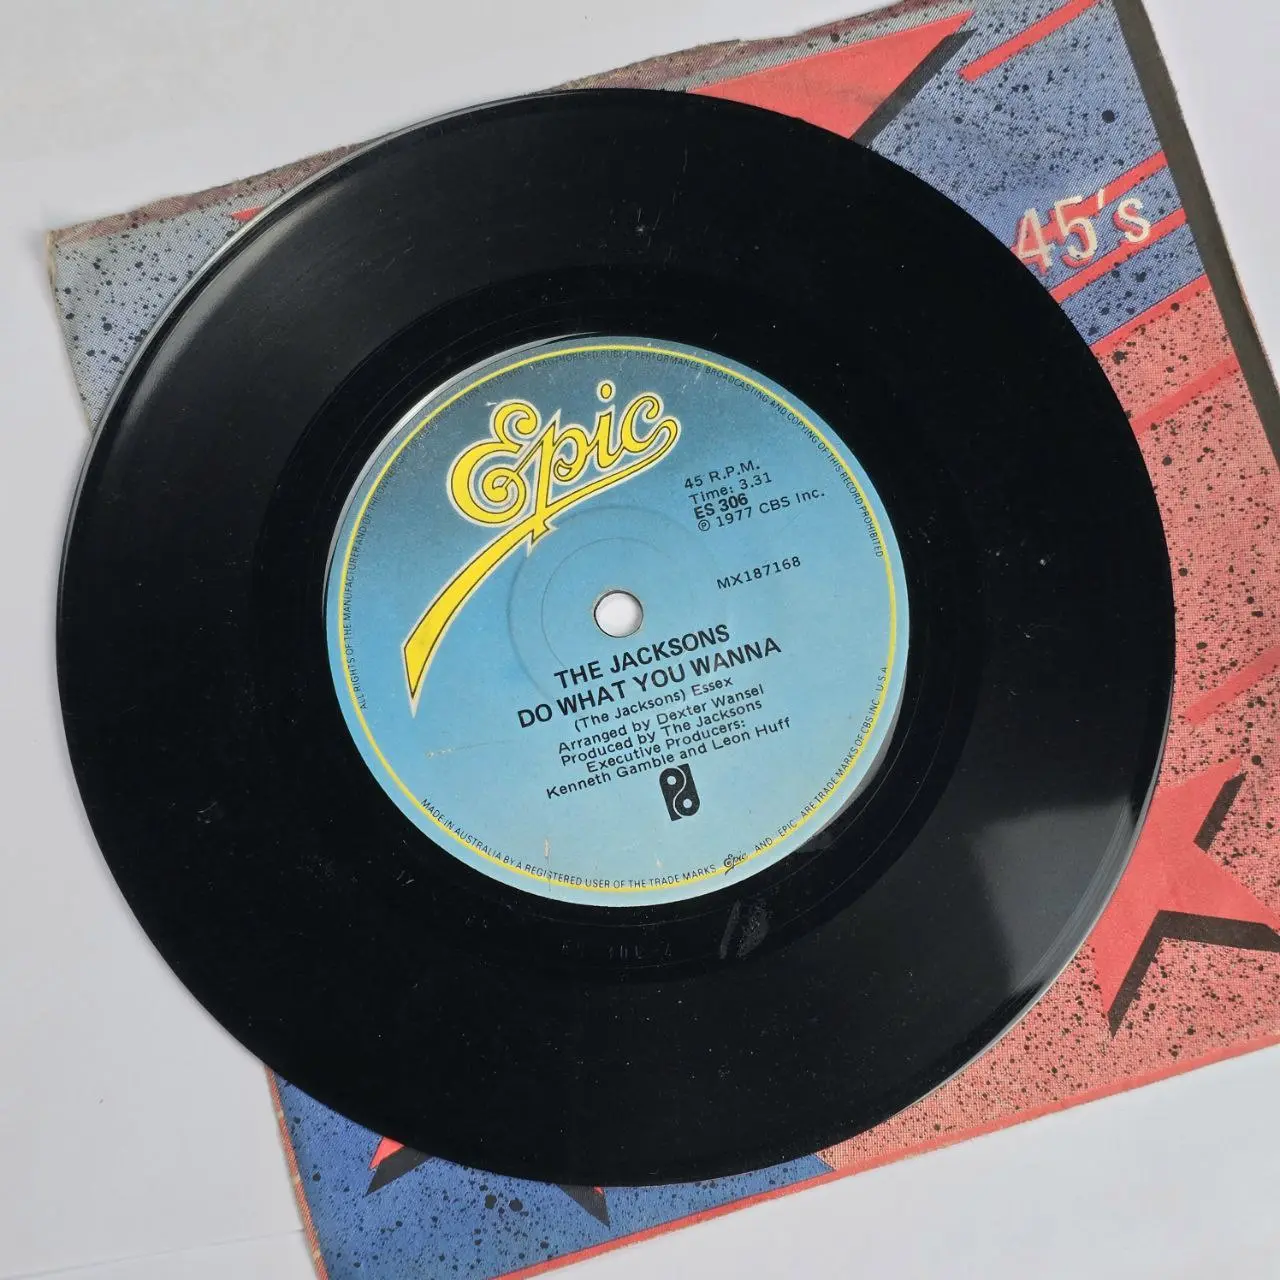 45's
Epic
45 R.P.M.
Time: 3.31
ES 306
℗ 1977 CBS Inc.
MX187168
THE JACKSONS
DO WHAT YOU WANNA
(The Jacksons) Essex
Arranged by Dexter Wansel
Produced by The Jacksons
Executive Producers:
Kenneth Gamble and Leon Huff
ALL RIGHTS OF THE MANUFACTURER AND OF THE OWNER UNAUTHORISED PUBLIC PERFORMANCE BROADCASTING AND COPYING OF THIS RECORD PROHIBITED
MADE IN AUSTRALIA BY A REGISTERED USER OF THE TRADE MARKS Epic AND EPIC ARE TRADE MARKS OF CBS INC. U.S.A.